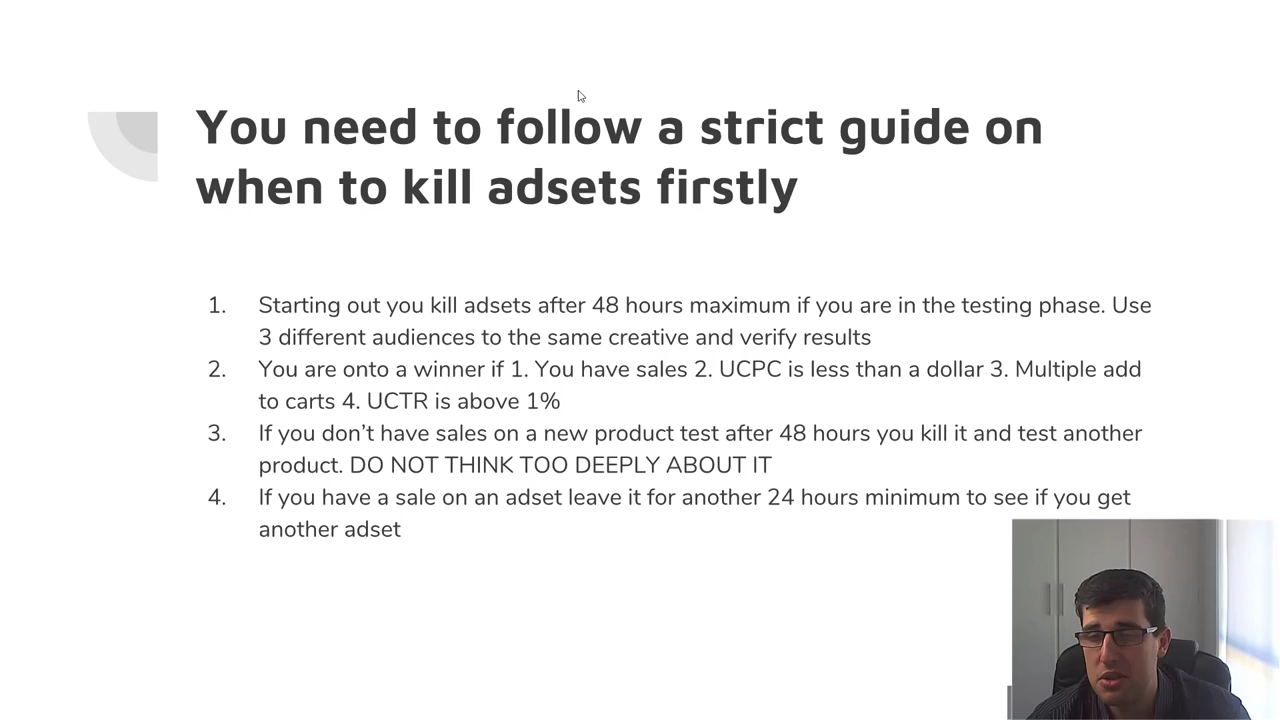 You need to follow a strict guide on
when to kill adsets firstly
1. Starting out you kill adsets after 48 hours maximum if you are in the testing phase. Use
3 different audiences to the same creative and verify results
2. You are onto a winner if 1. You have sales 2. UCPC is less than a dollar 3. Multiple add
to carts 4. UCTR is above 1%
3. If you don’t have sales on a new product test after 48 hours you kill it and test another
product. DO NOT THINK TOO DEEPLY ABOUT IT
4. If you have a sale on an adset leave it for another 24 hours minimum to see if you get
another adset